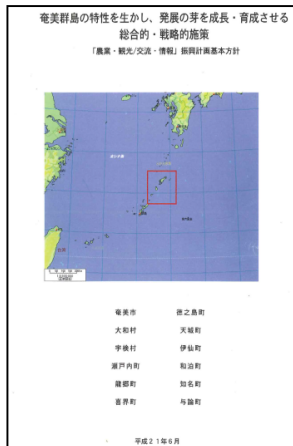 奄美群島の特性を生かし、発展の芽を成長・育成させる
総合的・戦略的施策
「農業・観光/交流・情報」振興計画基本方針
奄美市 徳之島町
大和村 天城町
宇検村 伊仙町
瀬戸内町 和泊町
龍郷町 知名町
喜界町 与論町
平成21年6月